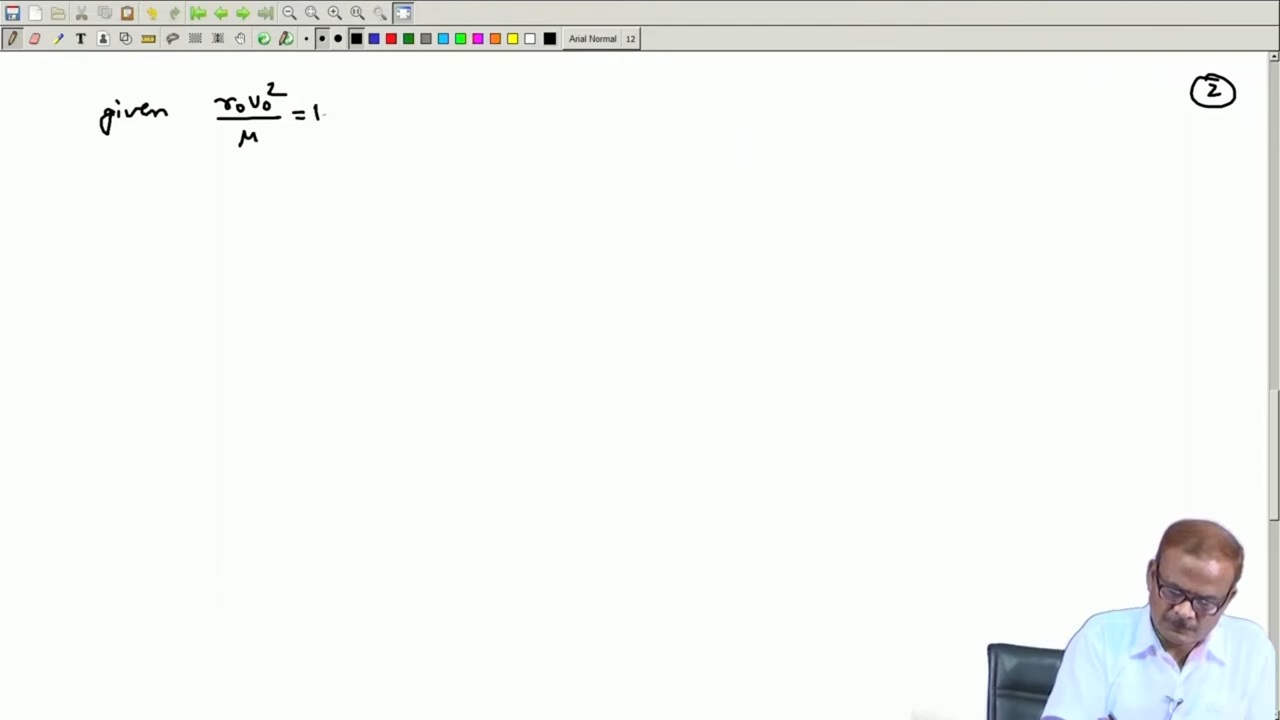 Arial Normal 12
②
given r₀v₀²/μ = 1.